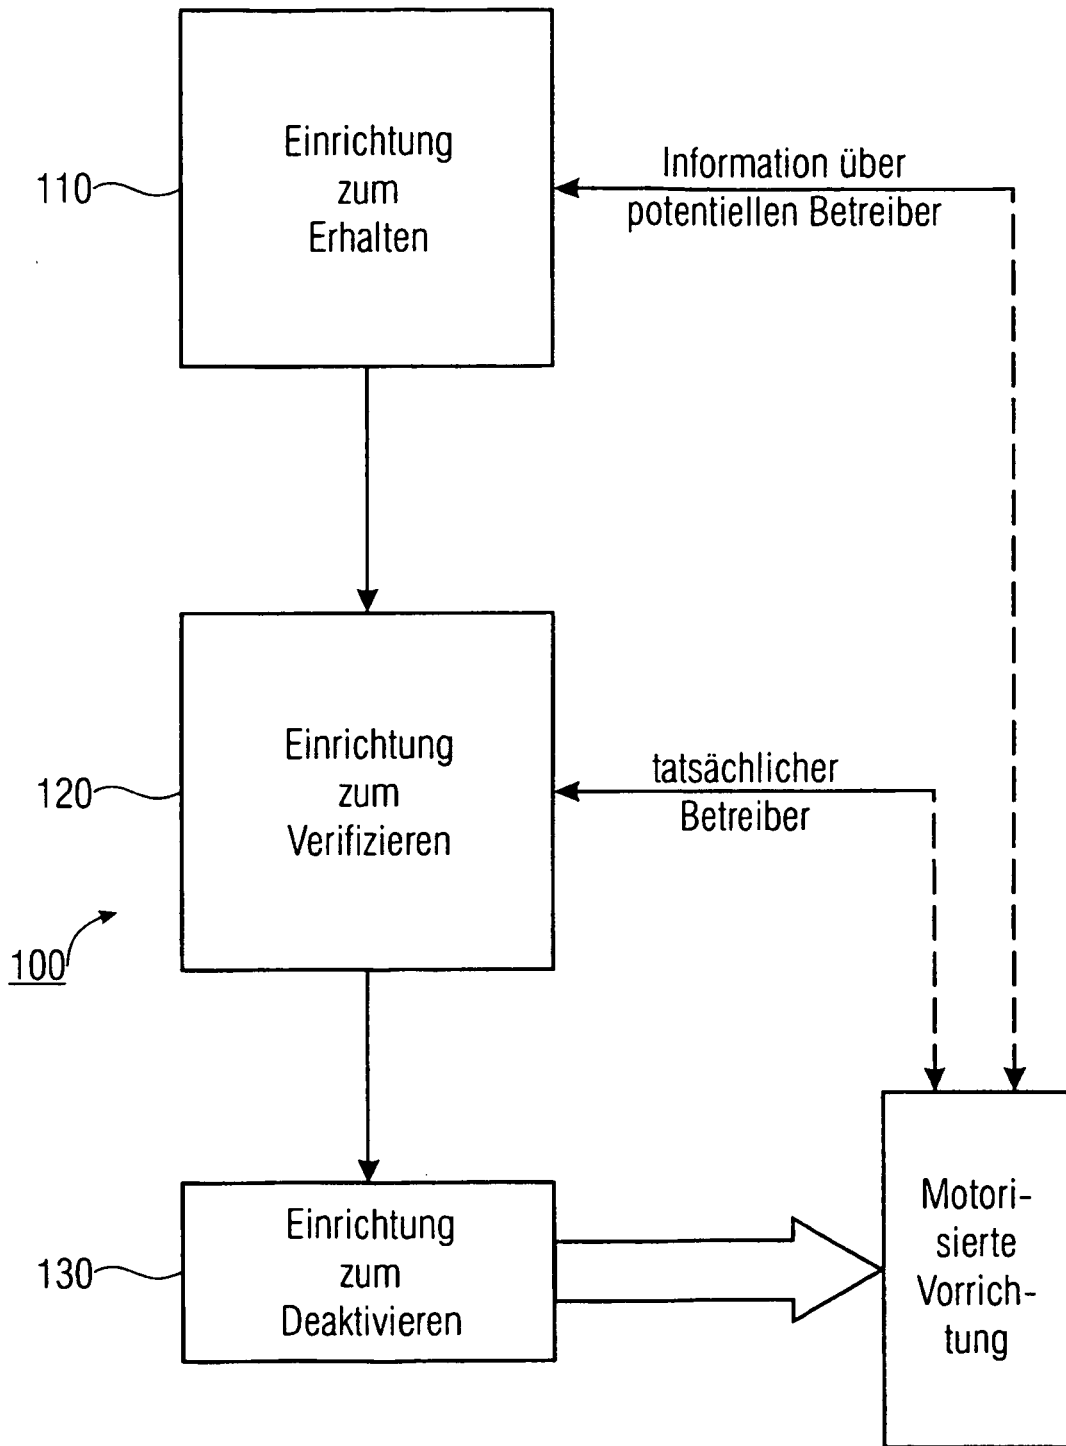 Einrichtung
zum
Erhalten
110
Information über
potentiellen Betreiber
Einrichtung
zum
Verifizieren
120
tatsächlicher
Betreiber
100
Einrichtung
zum
Deaktivieren
130
Motori-
sierte
Vorrich-
tung